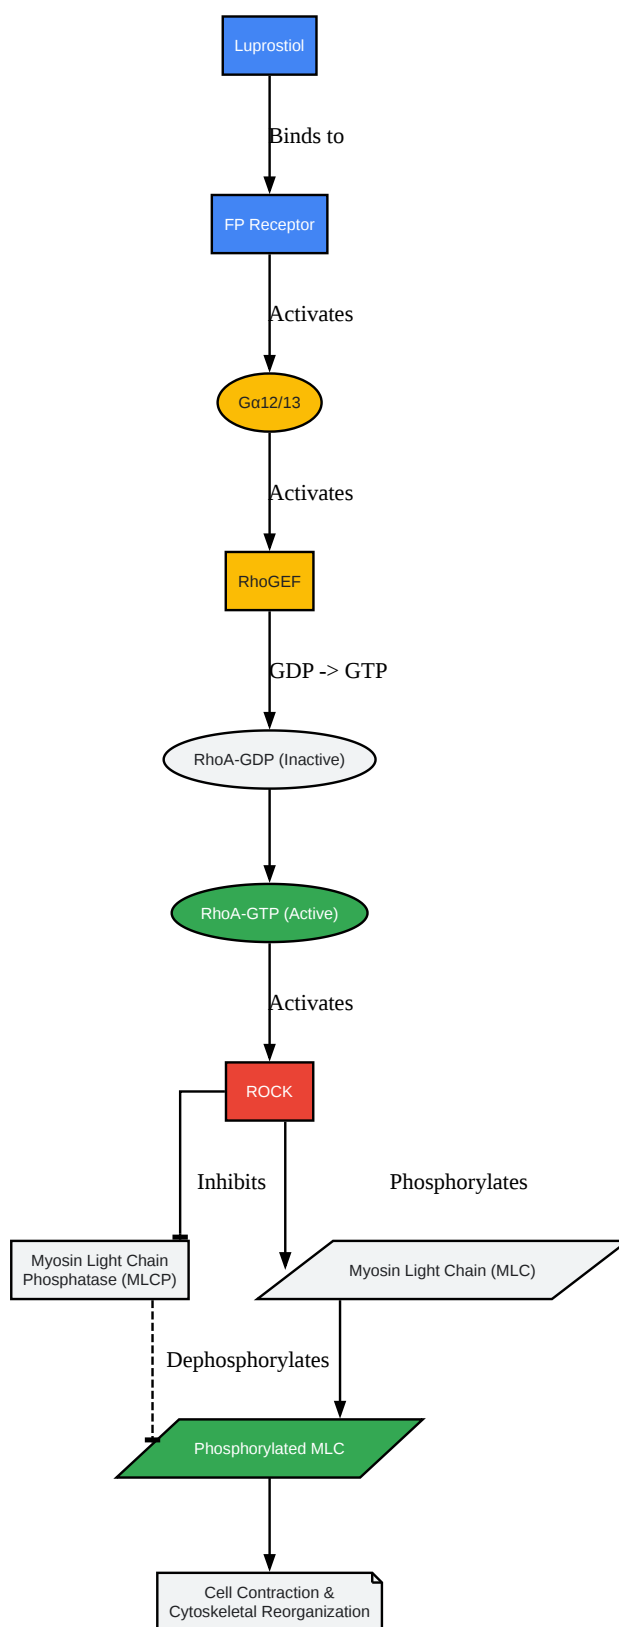 Luprostiol
Binds to
FP Receptor
Activates
Gα12/13
Activates
RhoGEF
GDP -> GTP
RhoA-GDP (Inactive)
RhoA-GTP (Active)
Activates
ROCK
Inhibits
Phosphorylates
Myosin Light Chain
Phosphatase (MLCP)
Myosin Light Chain (MLC)
Dephosphorylates
Phosphorylated MLC
Cell Contraction &
Cytoskeletal Reorganization